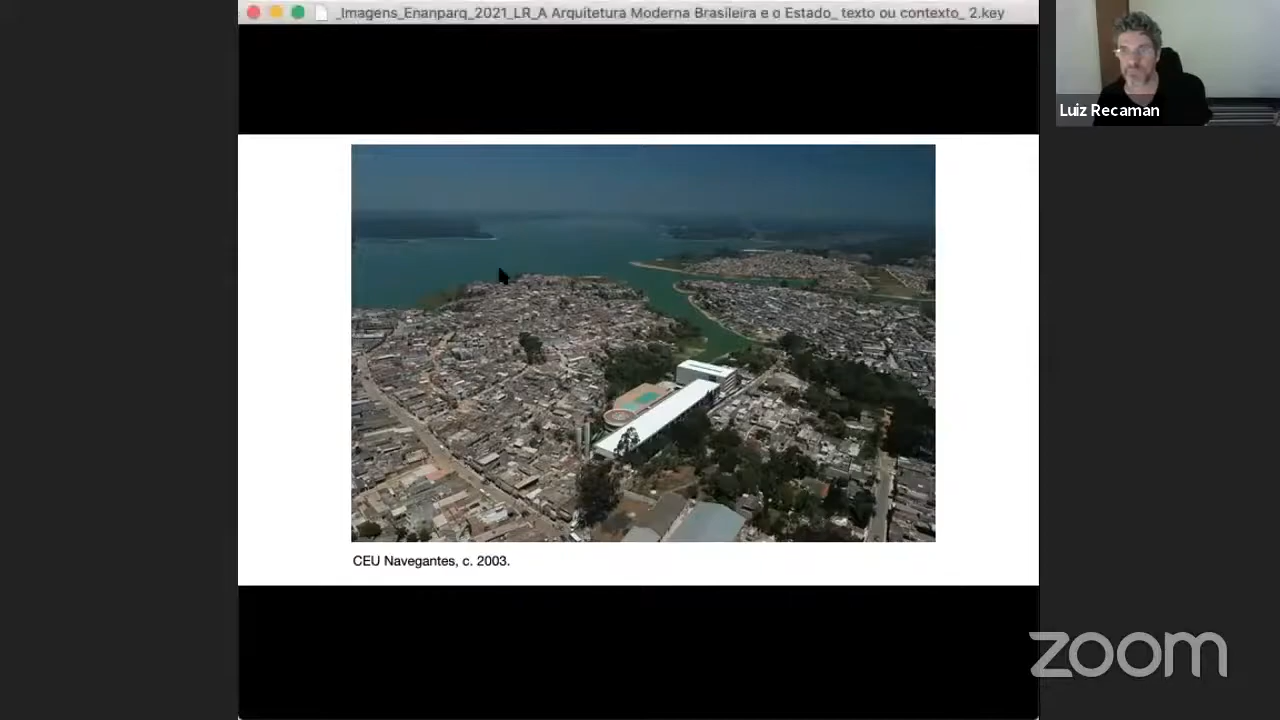 _Imagens_Enanparq_2021_LR_A Arquitetura Moderna Brasileira e o Estado_ texto ou contexto_ 2.key
Luiz Recaman
CEU Navegantes, c. 2003.
zoom